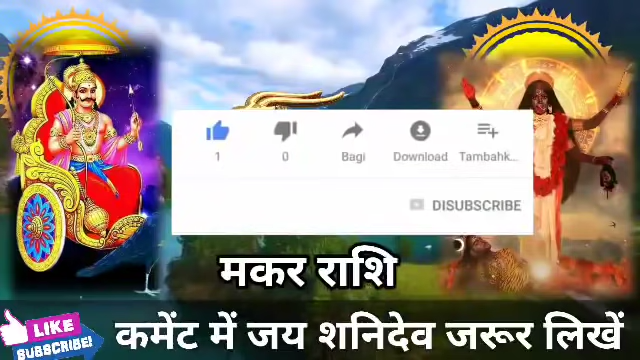 1
0
Bagi
Download
Tambahk...
DISUBSCRIBE
मकर राशि
LIKE
SUBSCRIBE!
कमेंट में जय शनिदेव जरूर लिखें